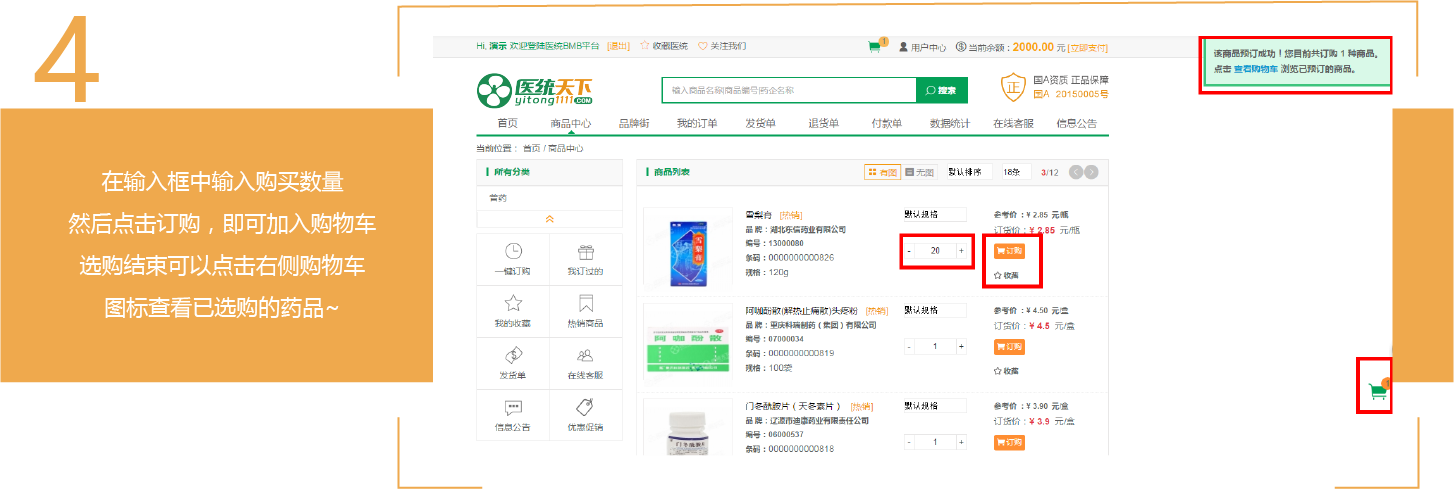 4
在输入框中输入购买数量
然后点击订购，即可加入购物车
选购结束可以点击右侧购物车
图标查看已选购的药品~
Hi, 演示 欢迎登陆医统BMB平台 [退出] 收藏医统 关注我们
1 用户中心 当前余额：2000.00 元 [立即支付]
该商品预订成功！您目前共订购 1 种商品。
点击 查看购物车 浏览已预订的商品。
医统天下
yitong1111.COM
输入商品名称|商品编号|药企名称 搜索
正 国A资质 正品保障
国A 20150005号
首页 商品中心 品牌街 我的订单 发货单 退货单 付款单 数据统计 在线客服 信息公告
当前位置： 首页 / 商品中心
所有分类
兽药
一键订购 我订过的
我的收藏 热销商品
发货单 在线客服
信息公告 优惠促销
商品列表 有图 无图 默认排序 18条 3/12
雪梨膏 [热销] 默认规格 参考价 : ¥ 2.85 元/瓶
品 牌：湖北东信药业有限公司 订货价 : ¥ 2.85 元/瓶
编号：13000080 - 20 + 订购
条码：0000000000826
规格：120g 收藏
阿咖酚散(解热止痛散)头疼粉 [热销] 默认规格 参考价 : ¥ 4.50 元/盒
品 牌：重庆科瑞制药（集团）有限公司 订货价 : ¥ 4.5 元/盒
编号：07000034 - 1 + 订购
条码：0000000000819
规格：100袋 收藏
阿咖酚散
门冬酰胺片（天冬素片） [热销] 默认规格 参考价 : ¥ 3.90 元/盒
品 牌：辽源市迪康药业有限责任公司 订货价 : ¥ 3.9 元/盒
编号：06000537 - 1 + 订购
条码：0000000000818
1